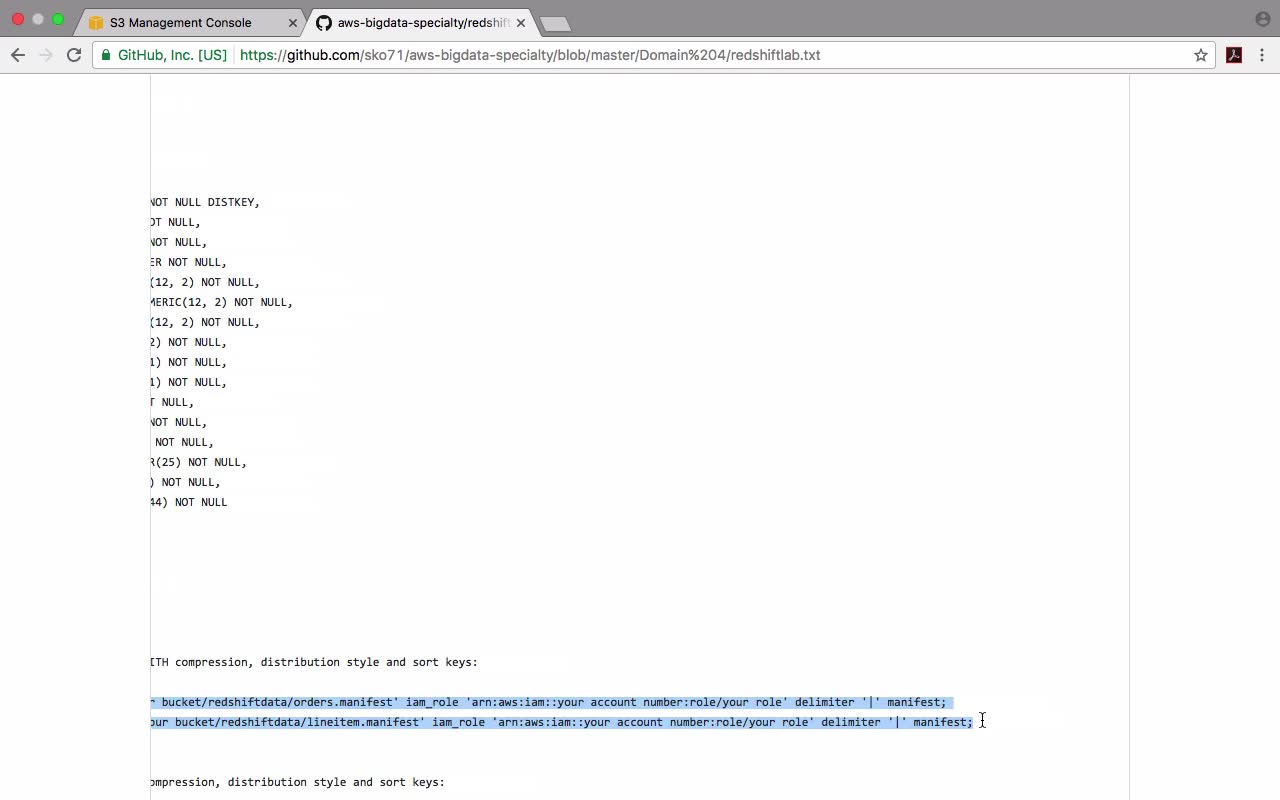 S3 Management Console
aws-bigdata-specialty/redshift
GitHub, Inc. [US]
https://github.com/sko71/aws-bigdata-specialty/blob/master/Domain%204/redshiftlab.txt
NOT NULL DISTKEY,
OT NULL,
NOT NULL,
ER NOT NULL,
(12, 2) NOT NULL,
MERIC(12, 2) NOT NULL,
(12, 2) NOT NULL,
2) NOT NULL,
1) NOT NULL,
1) NOT NULL,
T NULL,
NOT NULL,
NOT NULL,
R(25) NOT NULL,
) NOT NULL,
44) NOT NULL
ITH compression, distribution style and sort keys:
r bucket/redshiftdata/orders.manifest' iam_role 'arn:aws:iam::your account number:role/your role' delimiter '|' manifest;
our bucket/redshiftdata/lineitem.manifest' iam_role 'arn:aws:iam::your account number:role/your role' delimiter '|' manifest;
ompression, distribution style and sort keys: